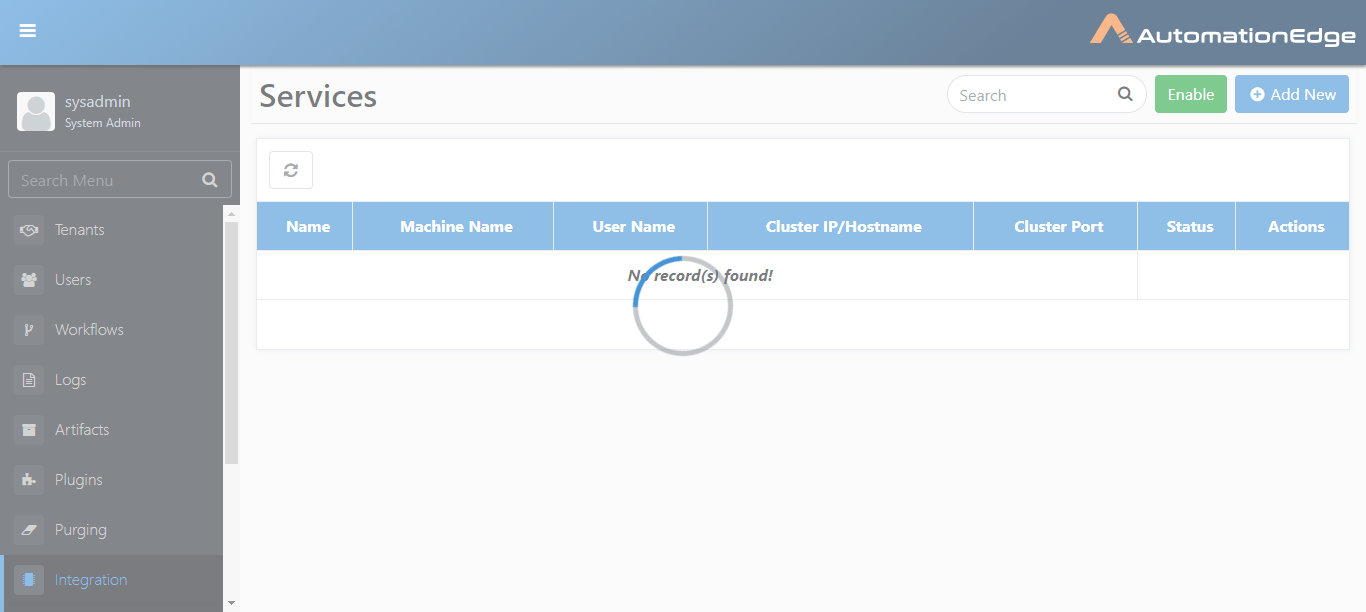 AutomationEdge
sysadmin
System Admin
Search Menu
Tenants
Users
Workflows
Logs
Artifacts
Plugins
Purging
Integration
Services
Search
Enable
Add New
Name Machine Name User Name Cluster IP/Hostname Cluster Port Status Actions
No record(s) found!